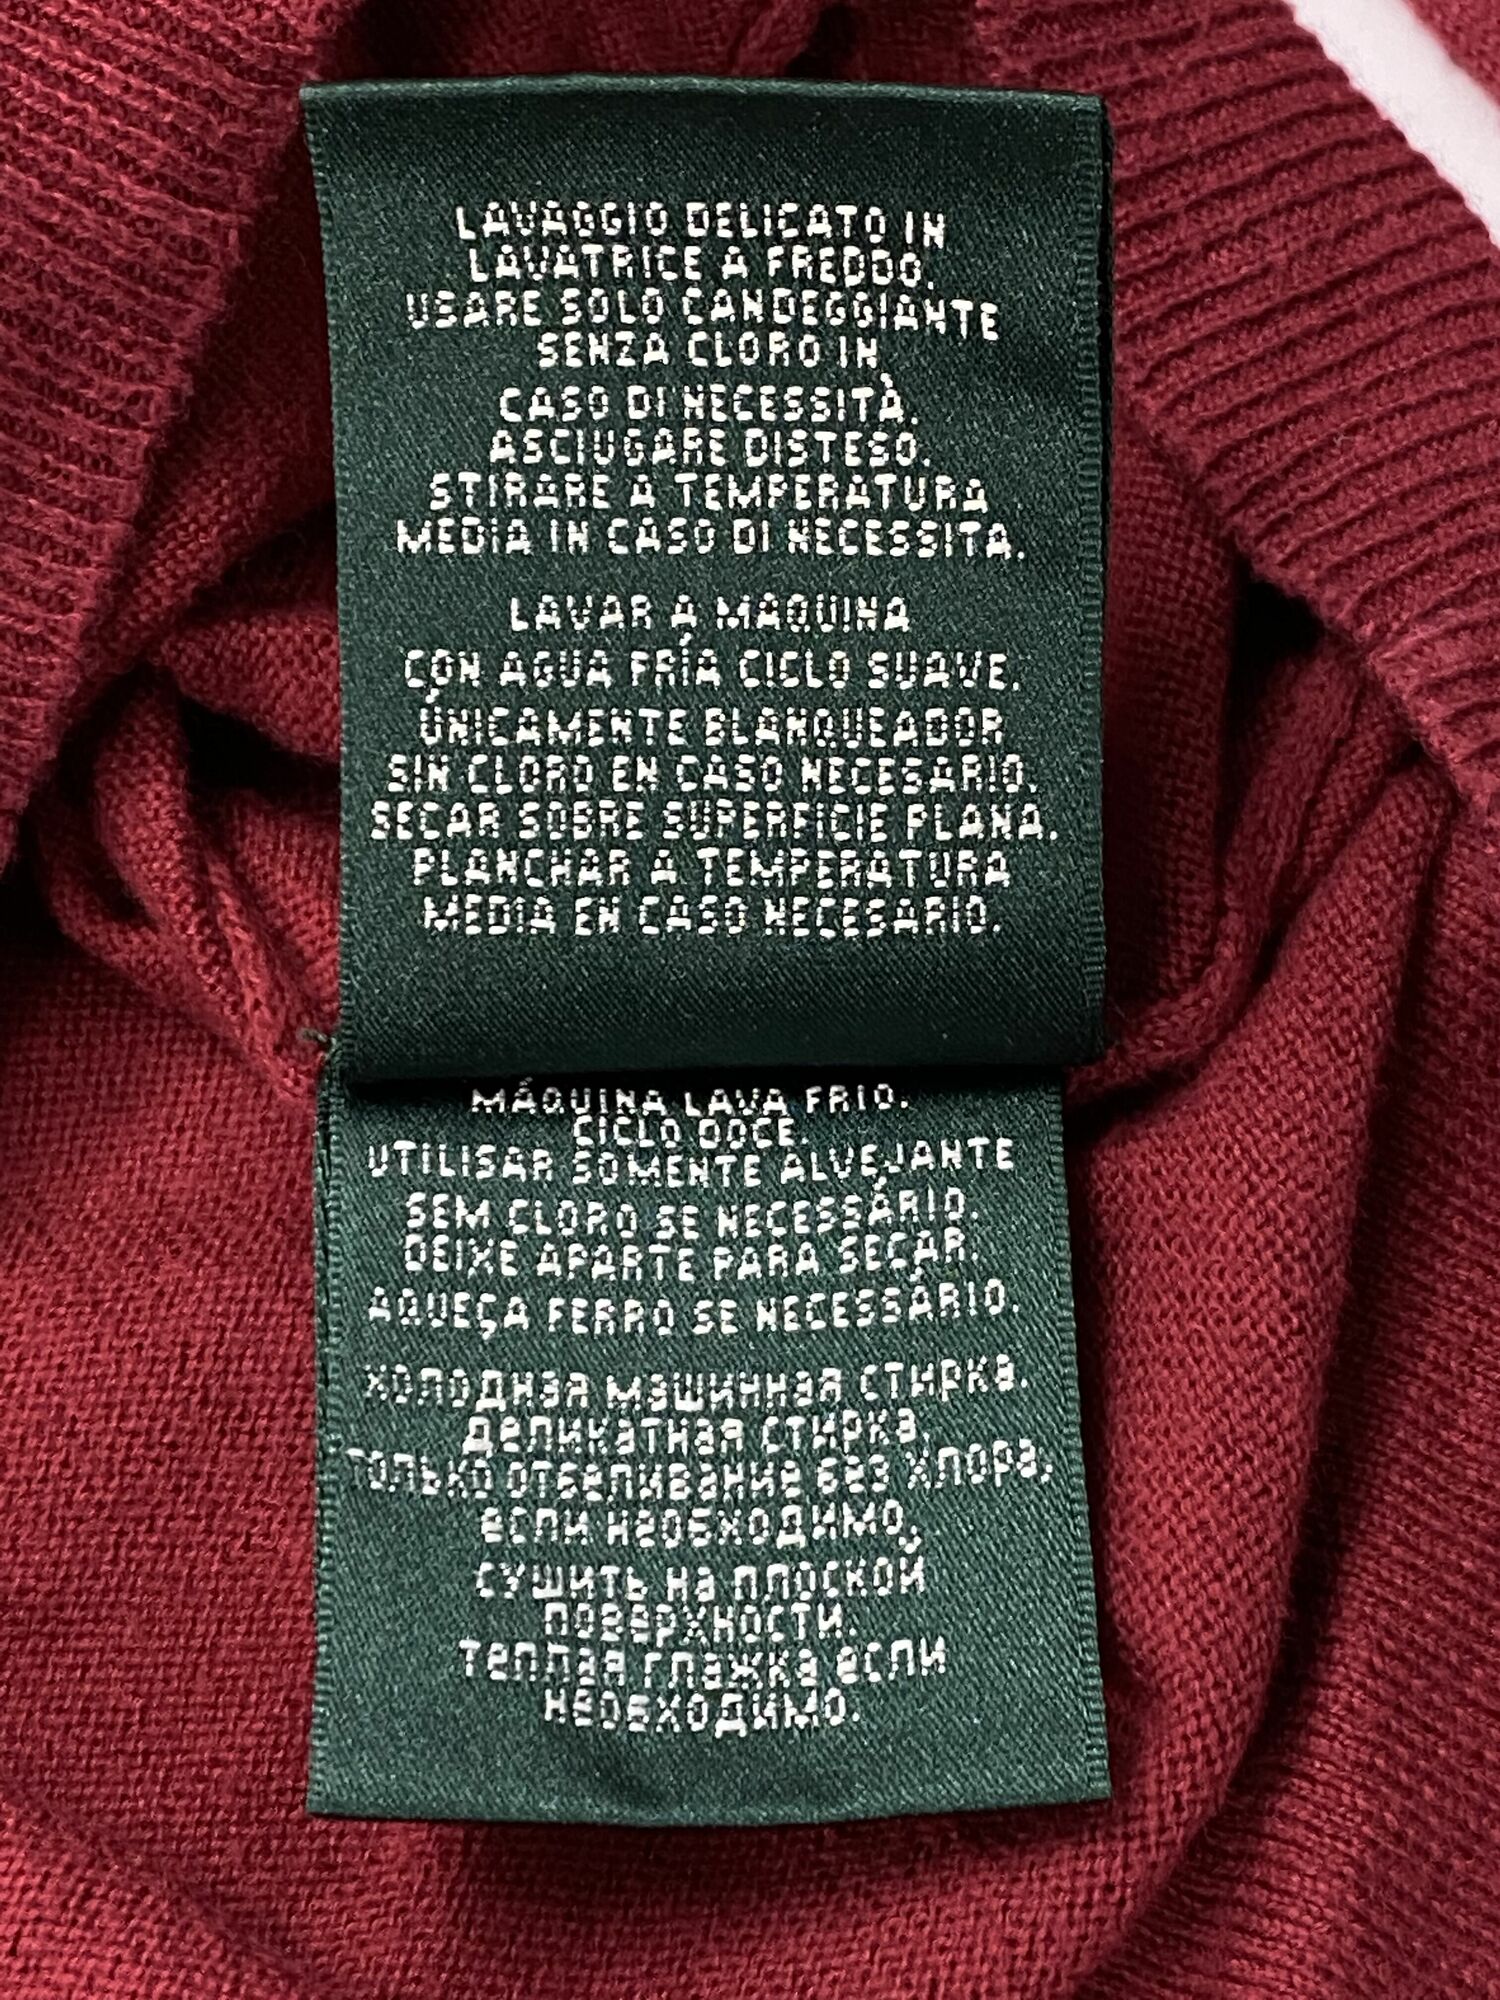 LAVAGGIO DELICATO IN
LAVATRICE A FREDDO.
USARE SOLO CANDEGGIANTE
SENZA CLORO IN
CASO DI NECESSITÀ.
ASCIUGARE DISTESO.
STIRARE A TEMPERATURA
MEDIA IN CASO DI NECESSITA.
LAVAR A MAQUINA
CON AGUA FRÍA CICLO SUAVE.
ÚNICAMENTE BLANQUEADOR
SIN CLORO EN CASO NECESARIO.
SECAR SOBRE SUPERFICIE PLANA.
PLANCHAR A TEMPERATURA
MEDIA EN CASO NECESARIO.
MÁQUINA LAVA FRIO.
CICLO DOCE.
UTILISAR SOMENTE ALVEJANTE
SEM CLORO SE NECESSÁRIO.
DEIXE APARTE PARA SECAR.
AQUEÇA FERRO SE NECESSÁRIO.
холодная машинная стирка.
деликатная стирка.
только отбеливание без хлора,
если необходимо.
сушить на плоской
поверхности.
теплая глажка если
необходимо.